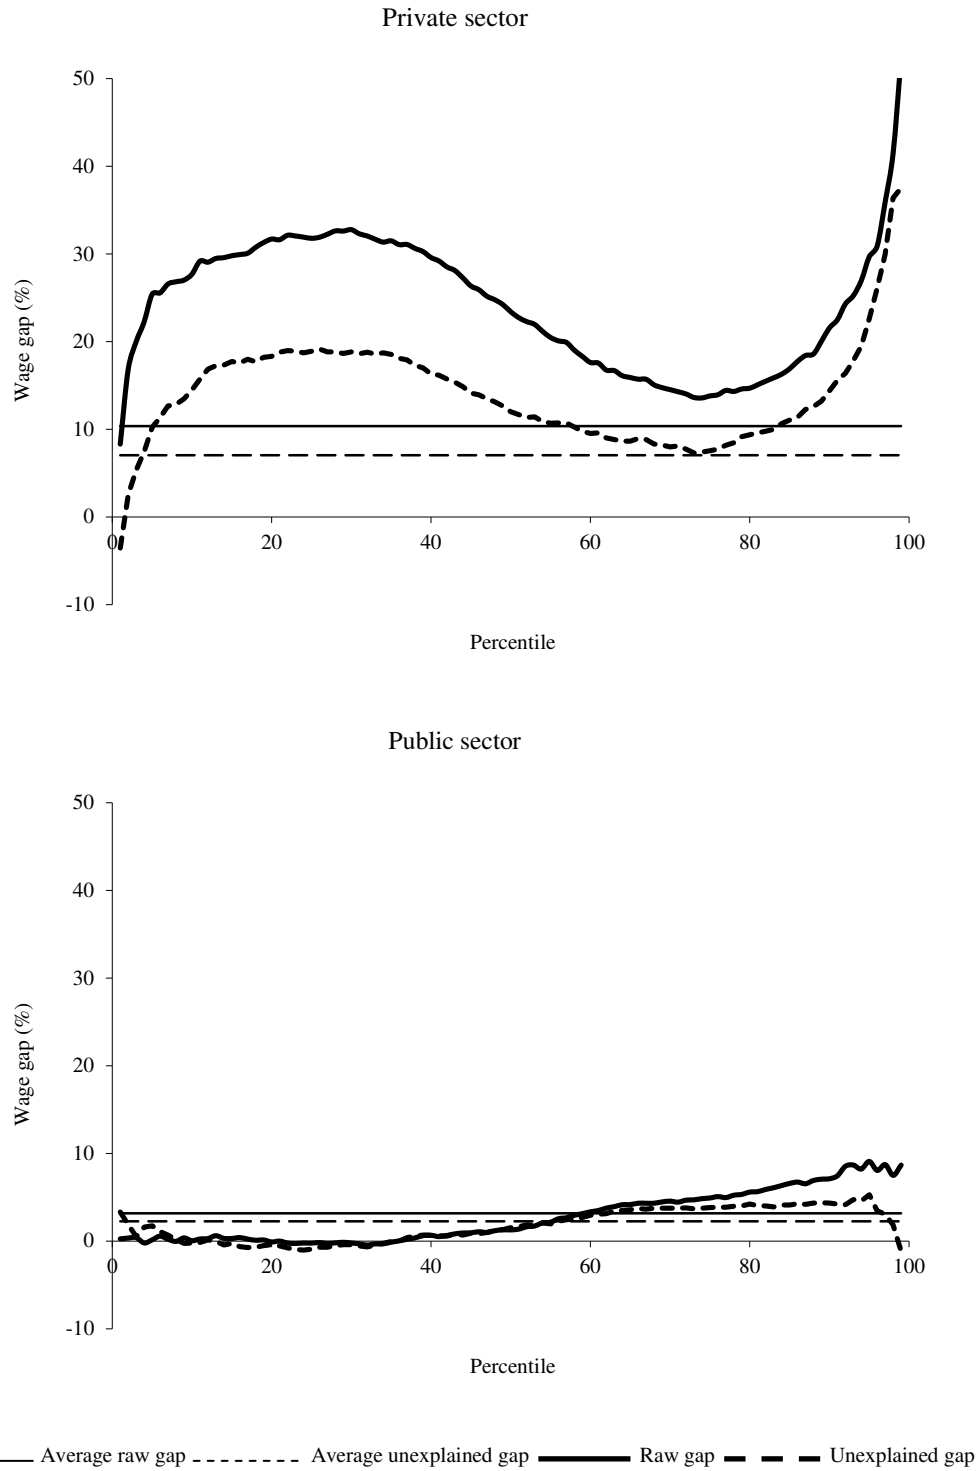 Private sector
50
40
30
20
10
0
-10
0 20 40 60 80 100
Wage gap (%)
Percentile
Public sector
50
40
30
20
10
0
-10
0 20 40 60 80 100
Wage gap (%)
Percentile
Average raw gap Average unexplained gap Raw gap Unexplained gap